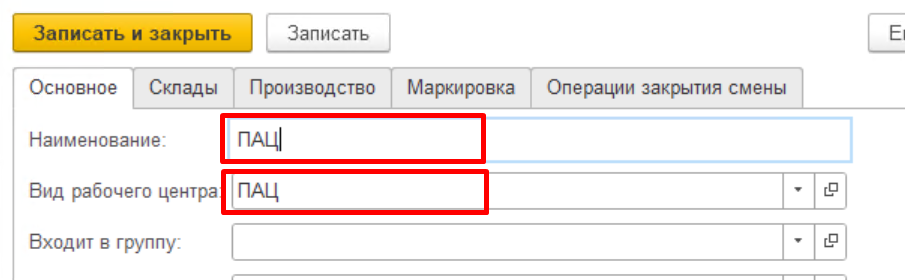 Записать и закрыть Записать
Основное Склады Производство Маркировка Операции закрытия смены
Наименование: ПАЦ
Вид рабочего центра: ПАЦ
Входит в группу: